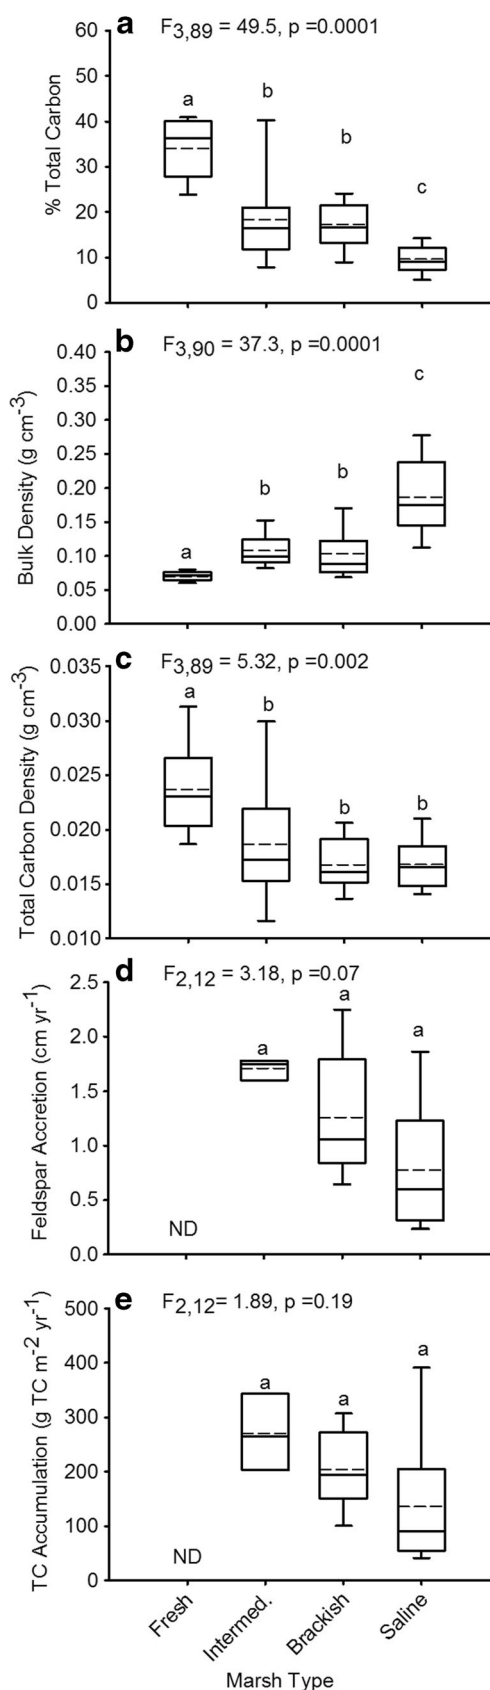 a F3,89 = 49.5, p =0.0001
% Total Carbon
60
50
40
30
20
10
0
a
b
b
c
b F3,90 = 37.3, p =0.0001
Bulk Density (g cm-3)
0.40
0.35
0.30
0.25
0.20
0.15
0.10
0.05
0.00
a
b
b
c
c F3,89 = 5.32, p =0.002
Total Carbon Density (g cm-3)
0.035
0.030
0.025
0.020
0.015
0.010
a
b
b
b
d F2,12 = 3.18, p =0.07
Feldspar Accretion (cm yr-1)
2.5
2.0
1.5
1.0
0.5
0.0
ND
a
a
a
e F2,12= 1.89, p =0.19
TC Accumulation (g TC m-2 yr-1)
500
400
300
200
100
0
ND
a
a
a
Fresh
Intermed.
Brackish
Saline
Marsh Type